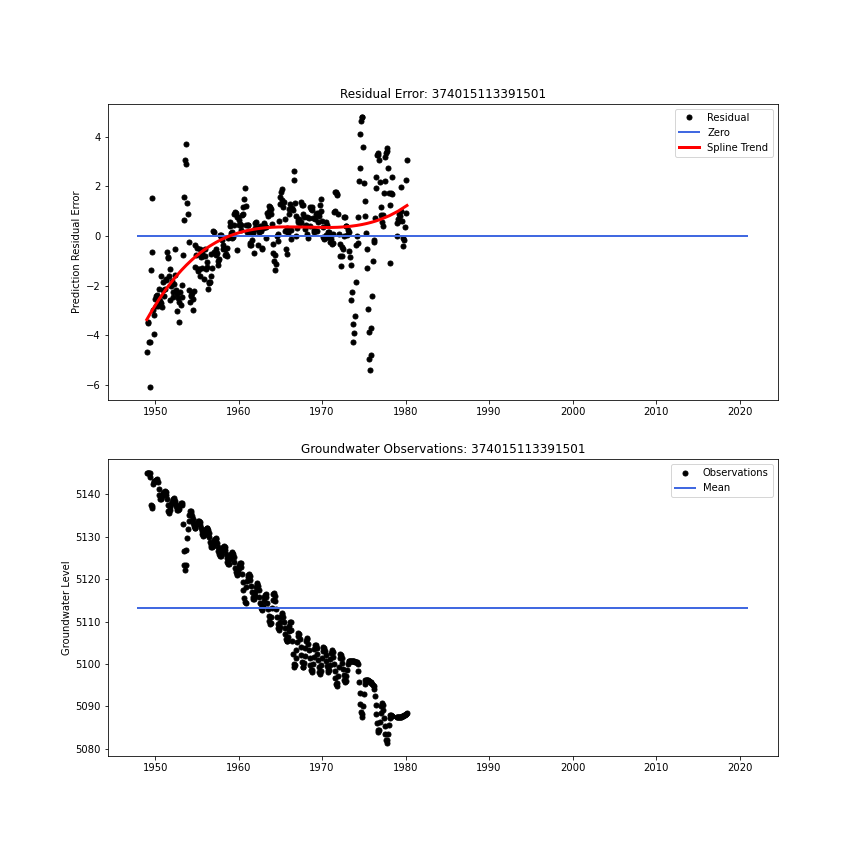 Residual Error: 374015113391501
Prediction Residual Error
4
2
0
−2
−4
−6
Residual
Zero
Spline Trend
1950 1960 1970 1980 1990 2000 2010 2020
Groundwater Observations: 374015113391501
Groundwater Level
5140
5130
5120
5110
5100
5090
5080
Observations
Mean
1950 1960 1970 1980 1990 2000 2010 2020